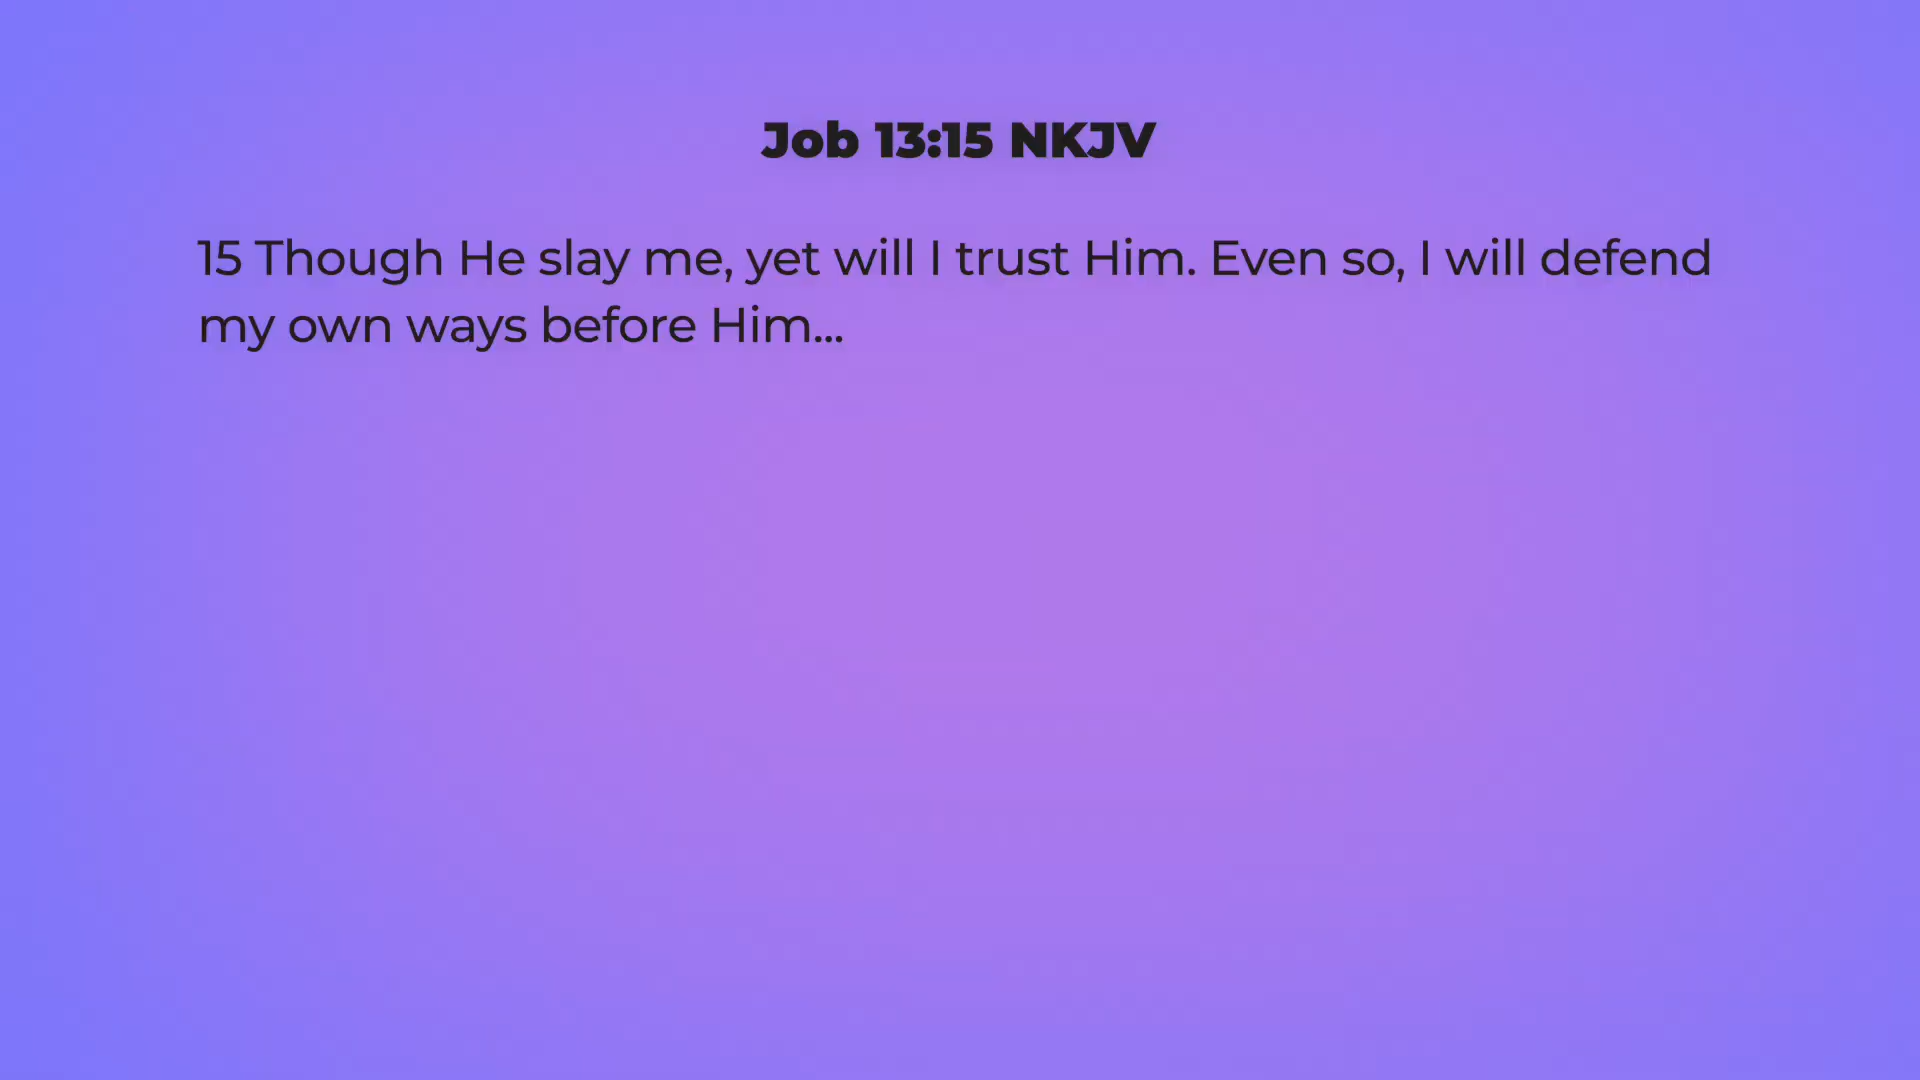 Job 13:15 NKJV
15 Though He slay me, yet will I trust Him. Even so, I will defend
my own ways before Him...